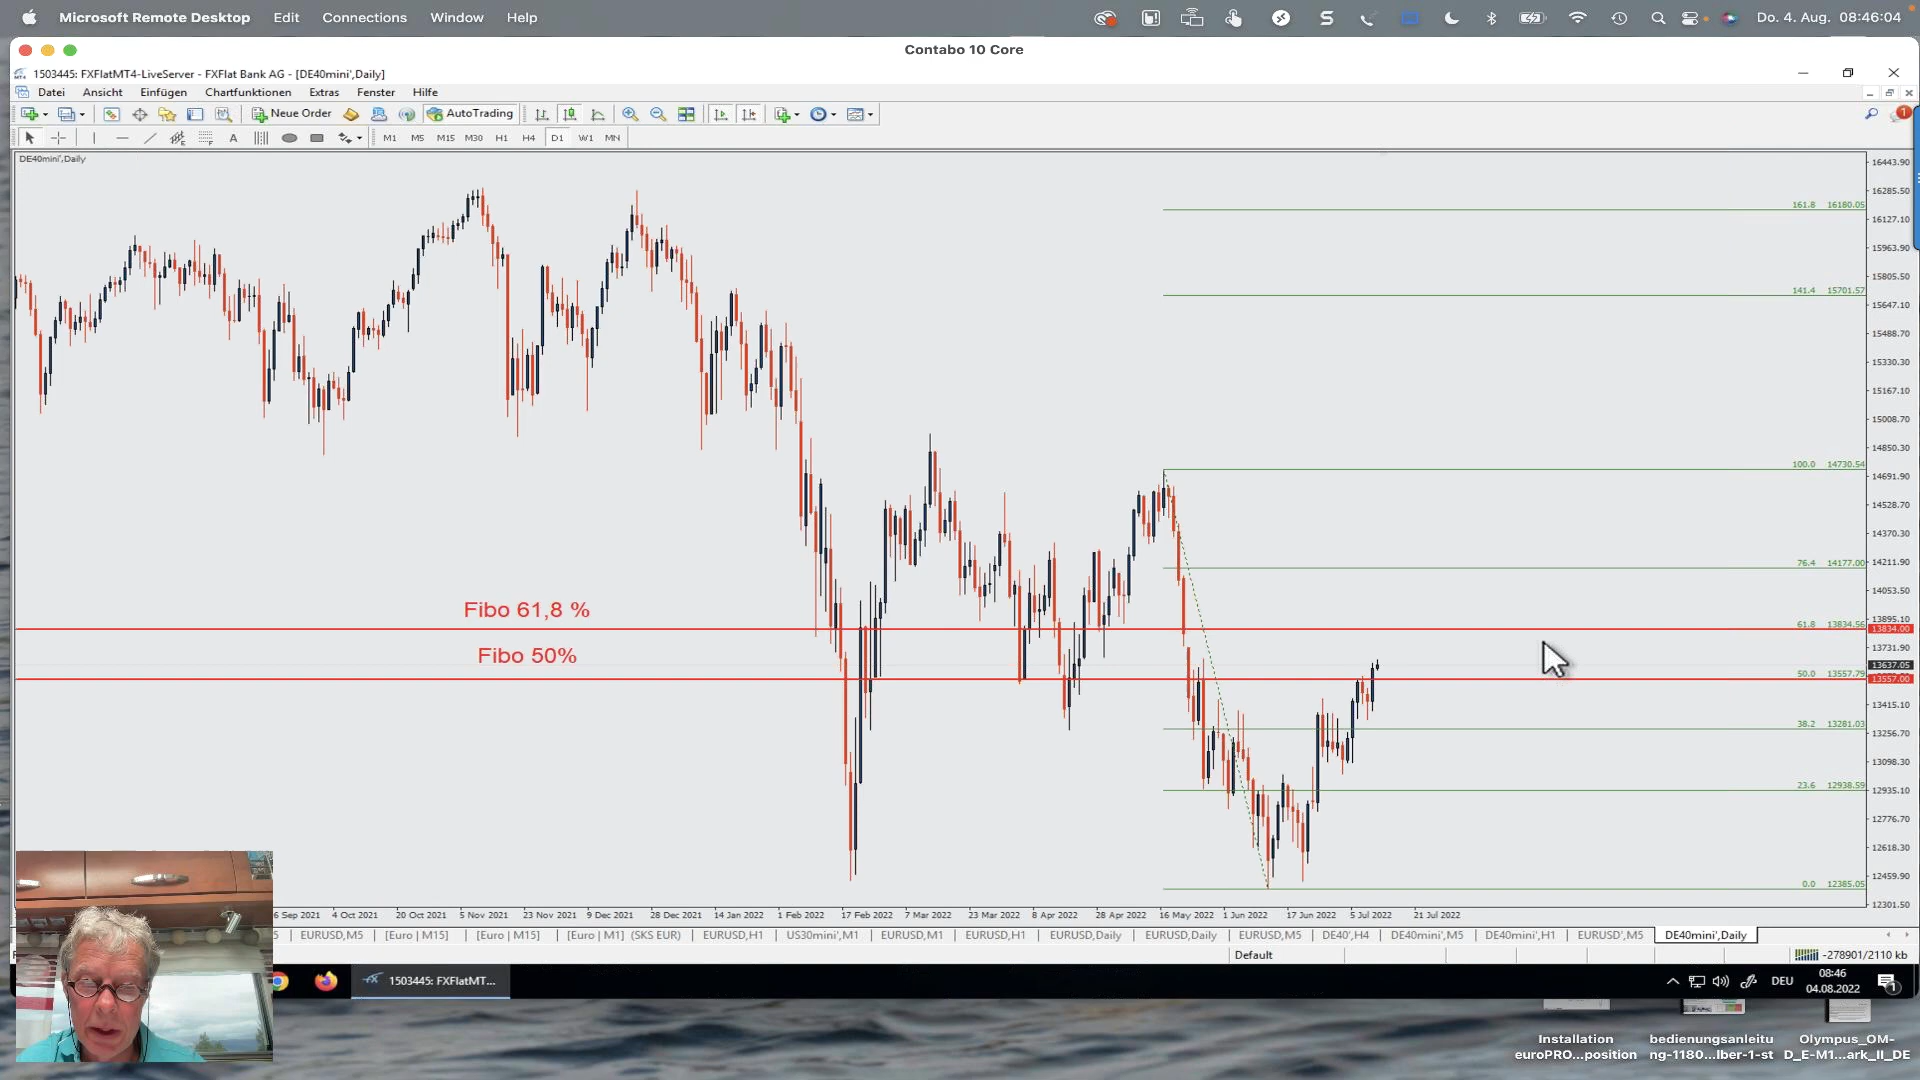 Microsoft Remote Desktop Edit Connections Window Help Do. 4. Aug. 08:46:04
Contabo 10 Core
1503445: FXFlatMT4-LiveServer - FXFlat Bank AG - [DE40mini',Daily]
Datei Ansicht Einfügen Chartfunktionen Extras Fenster Hilfe
Neue Order AutoTrading
M1 M5 M15 M30 H1 H4 D1 W1 MN
DE40mini',Daily
16443.90
16285.50
161.8 16180.05
16127.10
15963.90
15805.50
141.4 15701.57
15647.10
15488.70
15330.30
15167.10
15008.70
14850.30
100.0 14730.54
14691.90
14528.70
14370.30
76.4 14177.00
14211.90
14053.50
Fibo 61,8 %
61.8 13834.56
13895.10
13834.00
13731.90
Fibo 50%
13637.05
50.0 13557.79
13557.00
13415.10
38.2 13281.03
13256.70
13098.30
23.6 12938.59
12935.10
12776.70
12618.30
12459.90
0.0 12385.05
12301.50
6 Sep 2021 4 Oct 2021 20 Oct 2021 5 Nov 2021 23 Nov 2021 9 Dec 2021 28 Dec 2021 14 Jan 2022 1 Feb 2022 17 Feb 2022 7 Mar 2022 23 Mar 2022 8 Apr 2022 28 Apr 2022 16 May 2022 1 Jun 2022 17 Jun 2022 5 Jul 2022 21 Jul 2022
5 EURUSD,M5 [Euro | M15] [Euro | M15] [Euro | M1] (SKS EUR) EURUSD,H1 US30mini',M1 EURUSD,M1 EURUSD,H1 EURUSD,Daily EURUSD,Daily EURUSD,M5 DE40',H4 DE40mini',M5 DE40mini',H1 EURUSD',M5 DE40mini',Daily
Default -278901/2110 kb
1503445: FXFlatMT... DEU 08:46
04.08.2022
Installation bedienungsanleitu Olympus_OM-
euroPRO...position ng-1180...lber-1-st D_E-M1...ark_II_DE